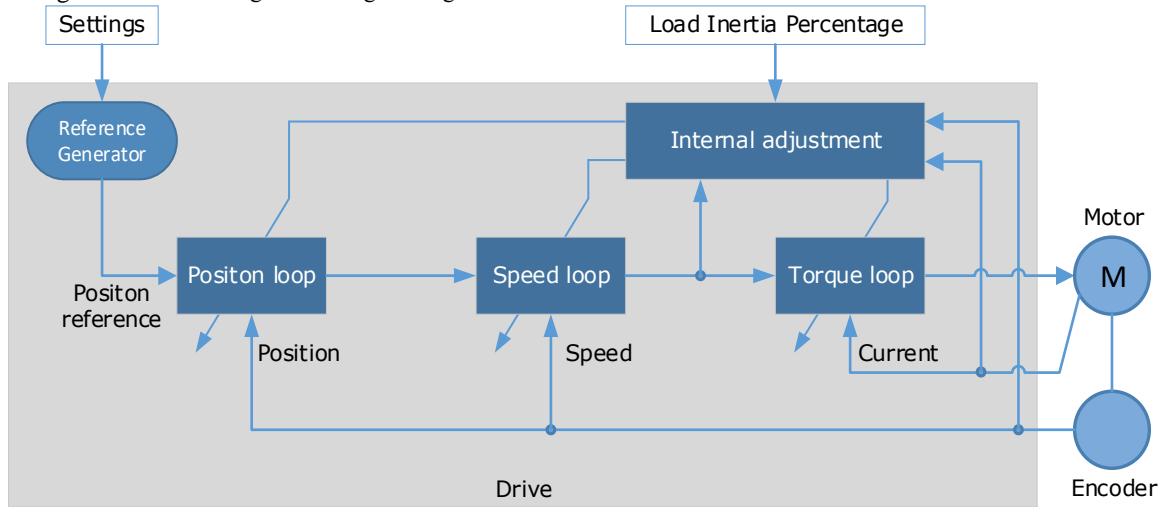 Settings
Load Inertia Percentage
Reference
Generator
Internal adjustment
Motor
Positon loop
Speed loop
Torque loop
M
Positon
reference
Position
Speed
Current
Drive
Encoder